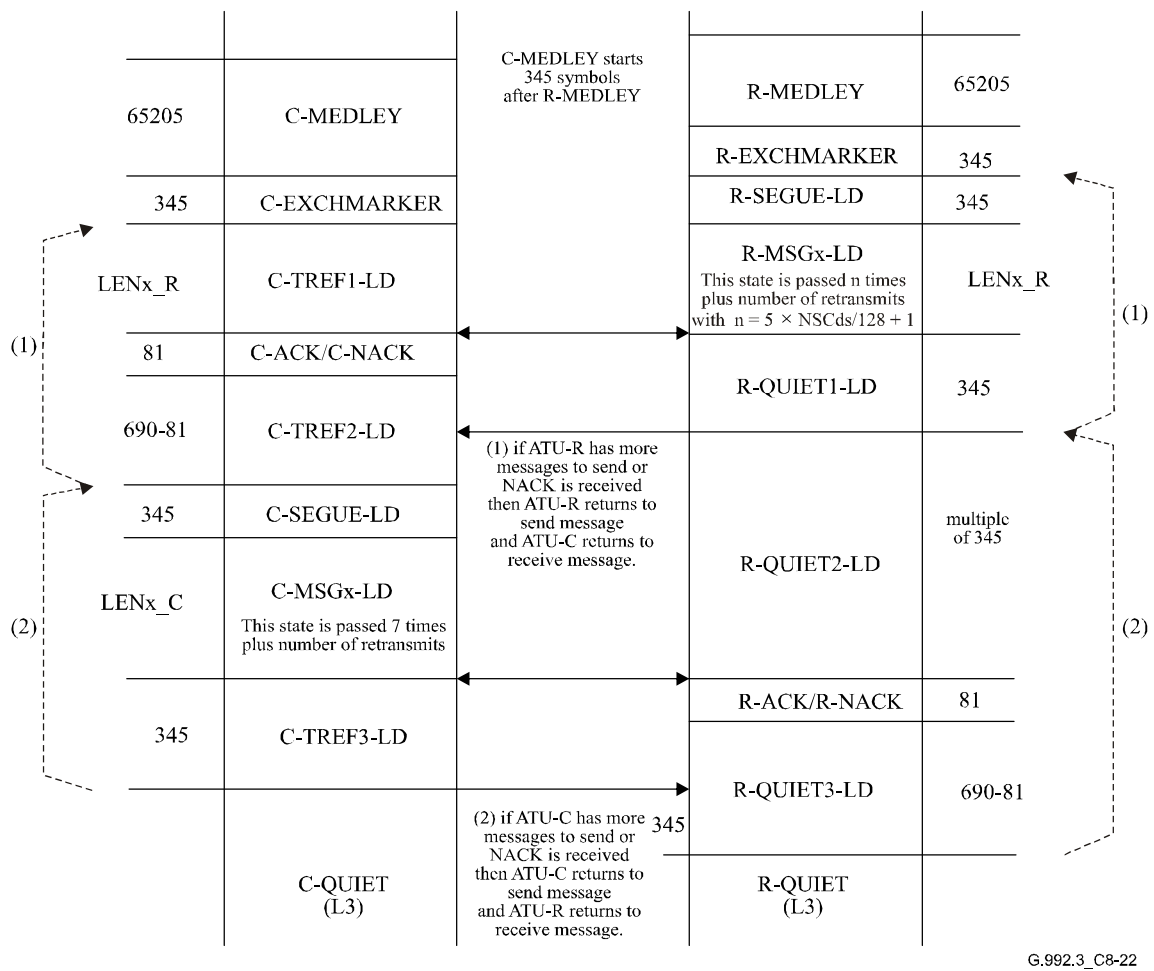 C-MEDLEY starts
345 symbols
after R-MEDLEY
R-MEDLEY
65205
65205
C-MEDLEY
R-EXCHMARKER
345
345
C-EXCHMARKER
R-SEGUE-LD
345
LENx_R
C-TREF1-LD
R-MSGx-LD
This state is passed n times
plus number of retransmits
with n = 5 × NSCds/128 + 1
LENx_R
(1)
(1)
81
C-ACK/C-NACK
R-QUIET1-LD
345
690-81
C-TREF2-LD
(1) if ATU-R has more
messages to send or
NACK is received
then ATU-R returns to
send message
and ATU-C returns to
receive message.
345
C-SEGUE-LD
R-QUIET2-LD
multiple
of 345
LENx_C
C-MSGx-LD
This state is passed 7 times
plus number of retransmits
(2)
(2)
R-ACK/R-NACK
81
345
C-TREF3-LD
R-QUIET3-LD
690-81
(2) if ATU-C has more
messages to send or
NACK is received
then ATU-C returns to
send message
and ATU-R returns to
receive message.
345
C-QUIET
(L3)
R-QUIET
(L3)
G.992.3_C8-22